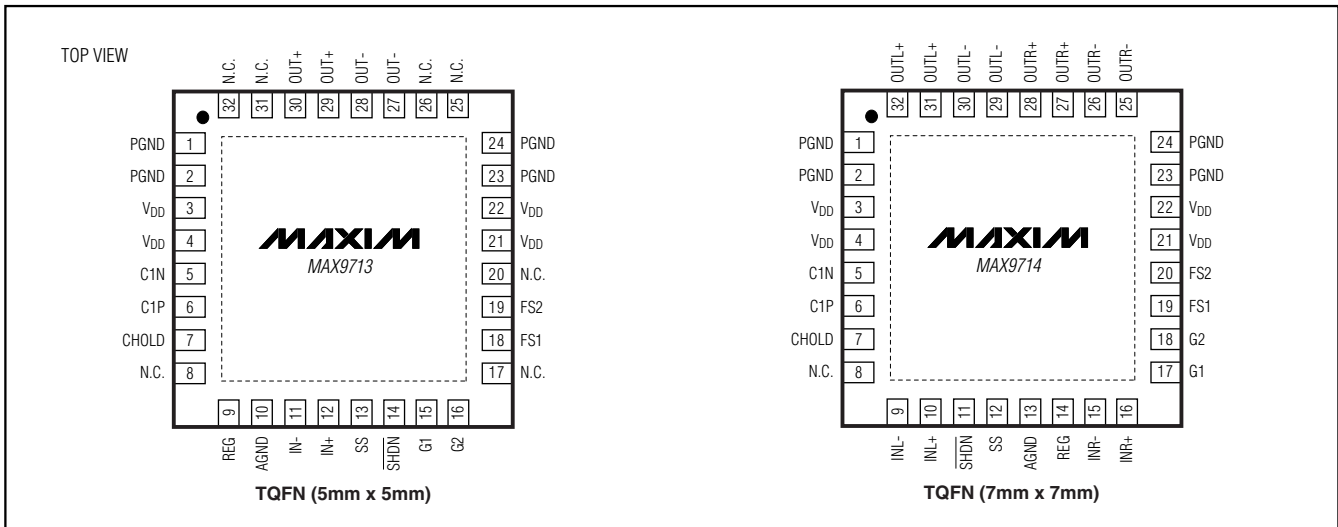 TOP VIEW
N.C. N.C. OUT+ OUT+ OUT- OUT- N.C. N.C.
32 31 30 29 28 27 26 25
PGND 1 24 PGND
PGND 2 23 PGND
VDD 3 22 VDD
VDD 4 21 VDD
C1N 5 20 N.C.
C1P 6 19 FS2
CHOLD 7 18 FS1
N.C. 8 17 N.C.
MAXIM
MAX9713
9 10 11 12 13 14 15 16
REG AGND IN- IN+ SS SHDN G1 G2
TQFN (5mm x 5mm)
OUTL+ OUTL+ OUTL- OUTL- OUTR+ OUTR+ OUTR- OUTR-
32 31 30 29 28 27 26 25
PGND 1 24 PGND
PGND 2 23 PGND
VDD 3 22 VDD
VDD 4 21 VDD
C1N 5 20 FS2
C1P 6 19 FS1
CHOLD 7 18 G2
N.C. 8 17 G1
MAXIM
MAX9714
9 10 11 12 13 14 15 16
INL- INL+ SHDN SS AGND REG INR- INR+
TQFN (7mm x 7mm)